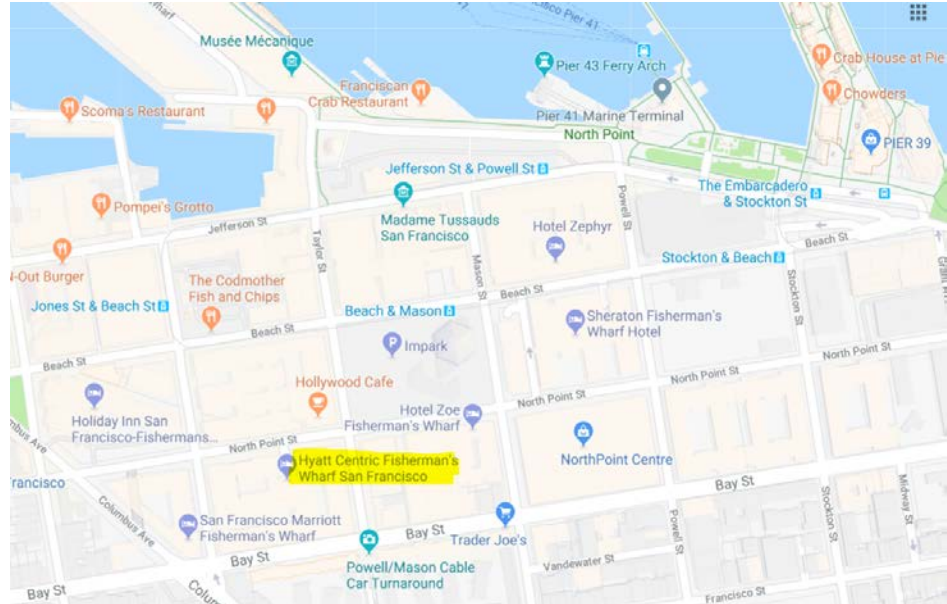 Musée Mécanique
Pier 41
Pier 43 Ferry Arch
Crab House at Pie
Franciscan
Crab Restaurant
Chowders
Scoma's Restaurant
Pier 41 Marine Terminal
North Point
PIER 39
Jefferson St & Powell St
The Embarcadero
& Stockton St
Pompei's Grotto
Jefferson St
Madame Tussauds
San Francisco
Powell St
Hotel Zephyr
Taylor St
Mason St
Beach St
Stockton & Beach
N-Out Burger
The Codmother
Fish and Chips
Stockton St
Jones St & Beach St
Beach & Mason
Beach St
Beach St
Sheraton Fisherman's
Wharf Hotel
Impark
Beach St
North Point St
North Point St
Hollywood Cafe
North Point St
Holiday Inn San
Francisco-Fishermans...
Hotel Zoe
Fisherman's Wharf
North Point St
NorthPoint Centre
Hyatt Centric Fisherman's
Wharf San Francisco
rancisco
Bay St
Columbus Ave
San Francisco Marriott
Fisherman's Wharf
Bay St
Trader Joe's
Powell St
Stockton St
Midway St
Powell/Mason Cable
Car Turnaround
Vandewater St
Bay St
Bay St
Francisco St